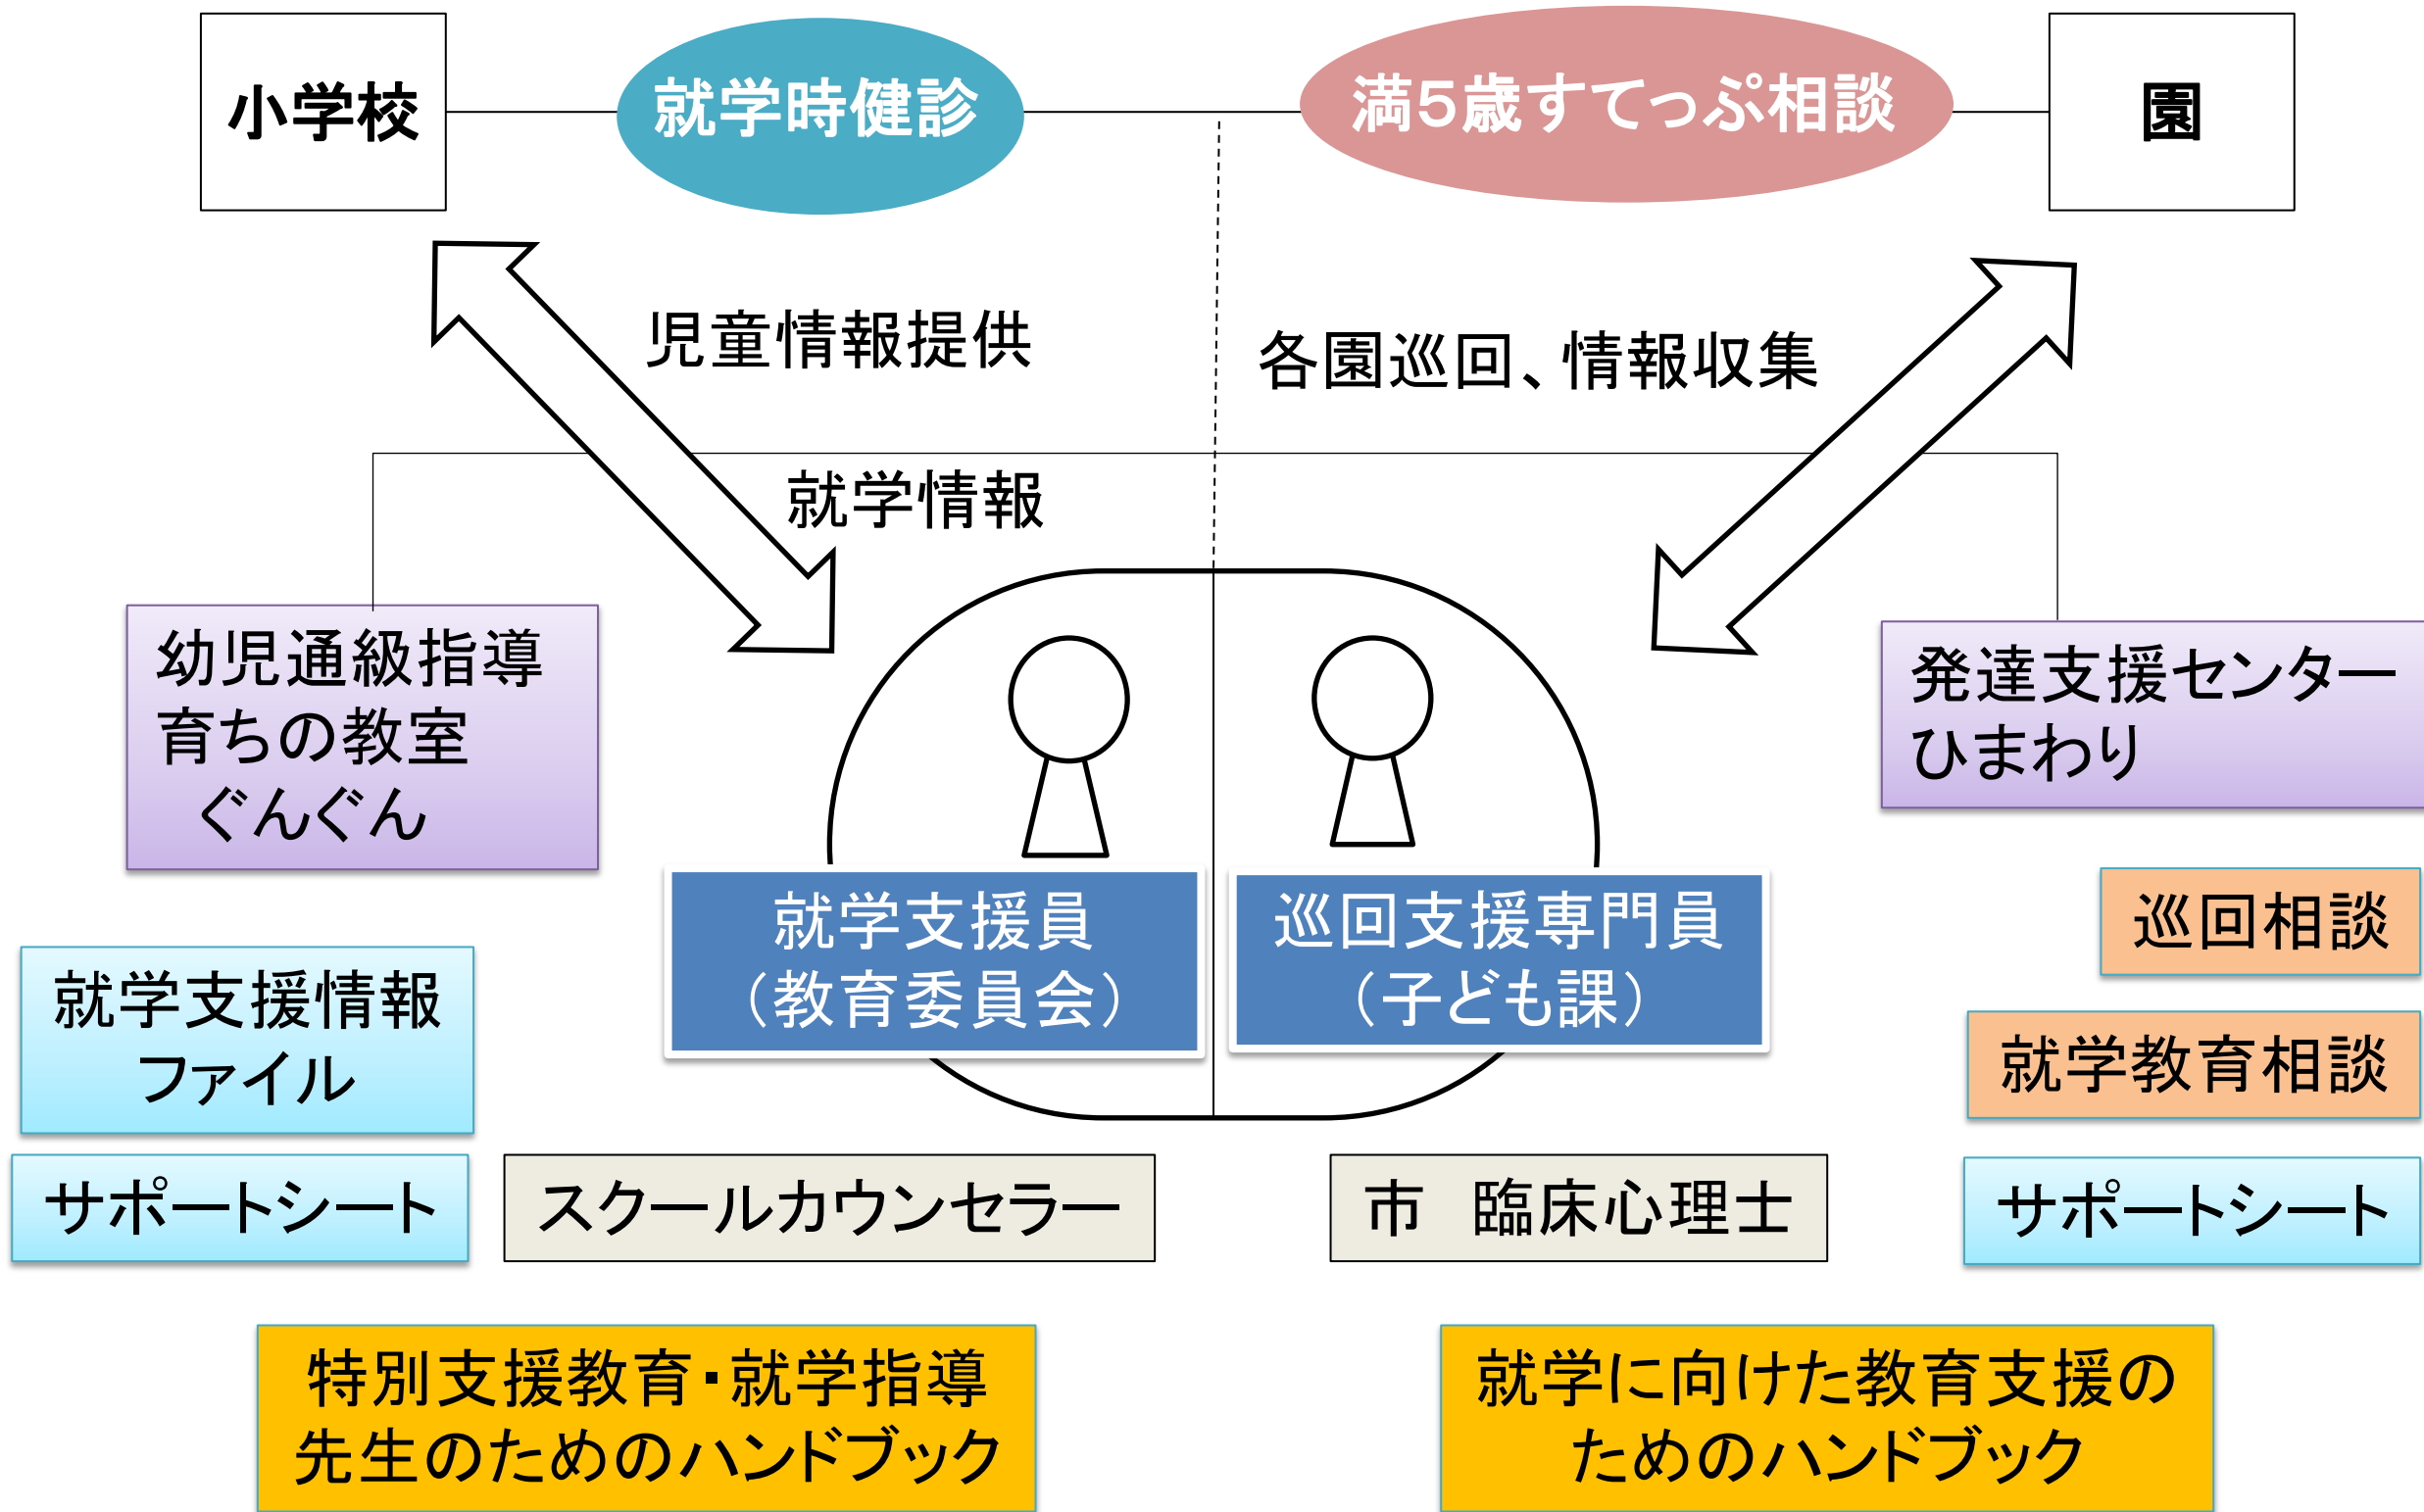 小学校
就学時健診
満5歳すてっぷ相談
園
児童情報提供
各園巡回、情報収集
就学情報
幼児通級指導
育ちの教室
ぐんぐん
発達支援センター
ひまわり
就学支援員
（教育委員会）
巡回支援専門員
（子ども課）
巡回相談
就学支援情報
ファイル
就学教育相談
サポートシート
スクールカウンセラー
市　臨床心理士
サポートシート
特別支援教育・就学指導
先生のためのハンドブック
就学に向けた教育支援の
ためのハンドブック